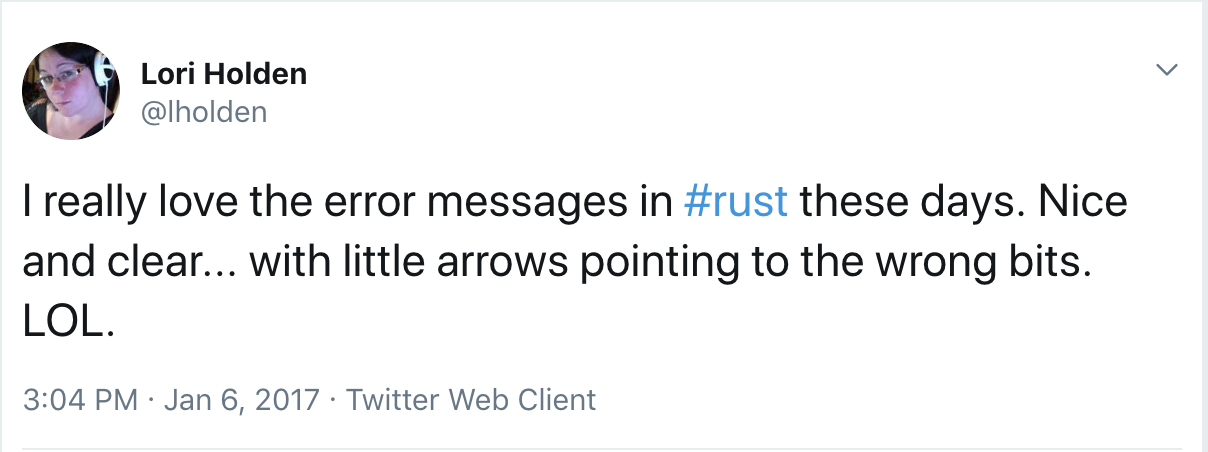 Lori Holden
@lholden
I really love the error messages in #rust these days. Nice
and clear... with little arrows pointing to the wrong bits.
LOL.
3:04 PM · Jan 6, 2017 · Twitter Web Client